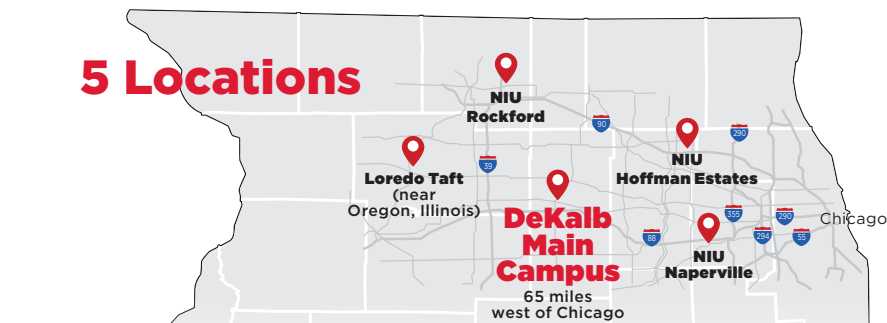 5 Locations
NIU
Rockford
90
290
NIU
Hoffman Estates
39
Loredo Taft
(near
Oregon, Illinois)
DeKalb
Main
Campus
65 miles
west of Chicago
88
355
290
Chicago
294
55
NIU
Naperville